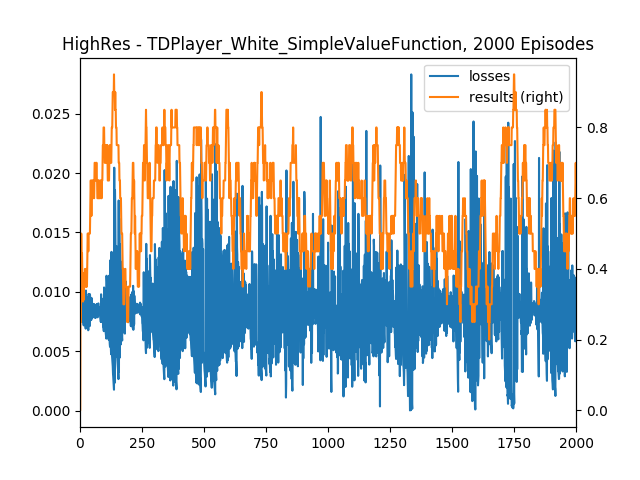 HighRes - TDPlayer_White_SimpleValueFunction, 2000 Episodes
losses
results (right)
0.025
0.020
0.015
0.010
0.005
0.000
0.8
0.6
0.4
0.2
0.0
0 250 500 750 1000 1250 1500 1750 2000